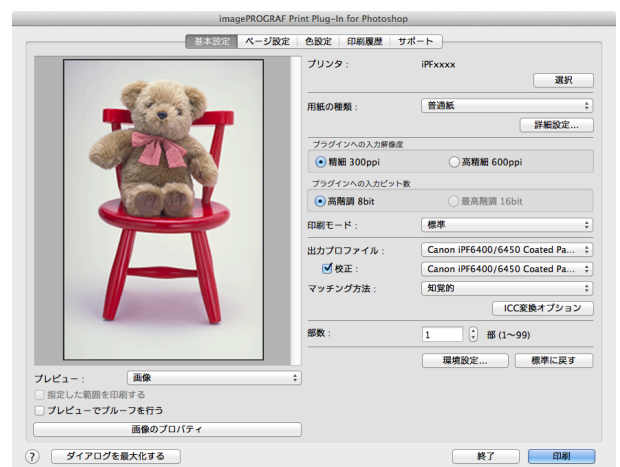 imagePROGRAF Print Plug-In for Photoshop
基本設定 ページ設定 色設定 印刷履歴 サポート
プリンタ： iPFxxxx
選択
用紙の種類： 普通紙
詳細設定...
プラグインへの入力解像度
精細 300ppi 高精細 600ppi
プラグインへの入力ビット数
高階調 8bit 最高階調 16bit
印刷モード： 標準
出力プロファイル： Canon iPF6400/6450 Coated Pa...
校正： Canon iPF6400/6450 Coated Pa...
マッチング方法： 知覚的
ICC変換オプション
部数： 1 部 (1〜99)
環境設定... 標準に戻す
プレビュー： 画像
指定した範囲を印刷する
プレビューでプルーフを行う
画像のプロパティ
? ダイアログを最大化する 終了 印刷